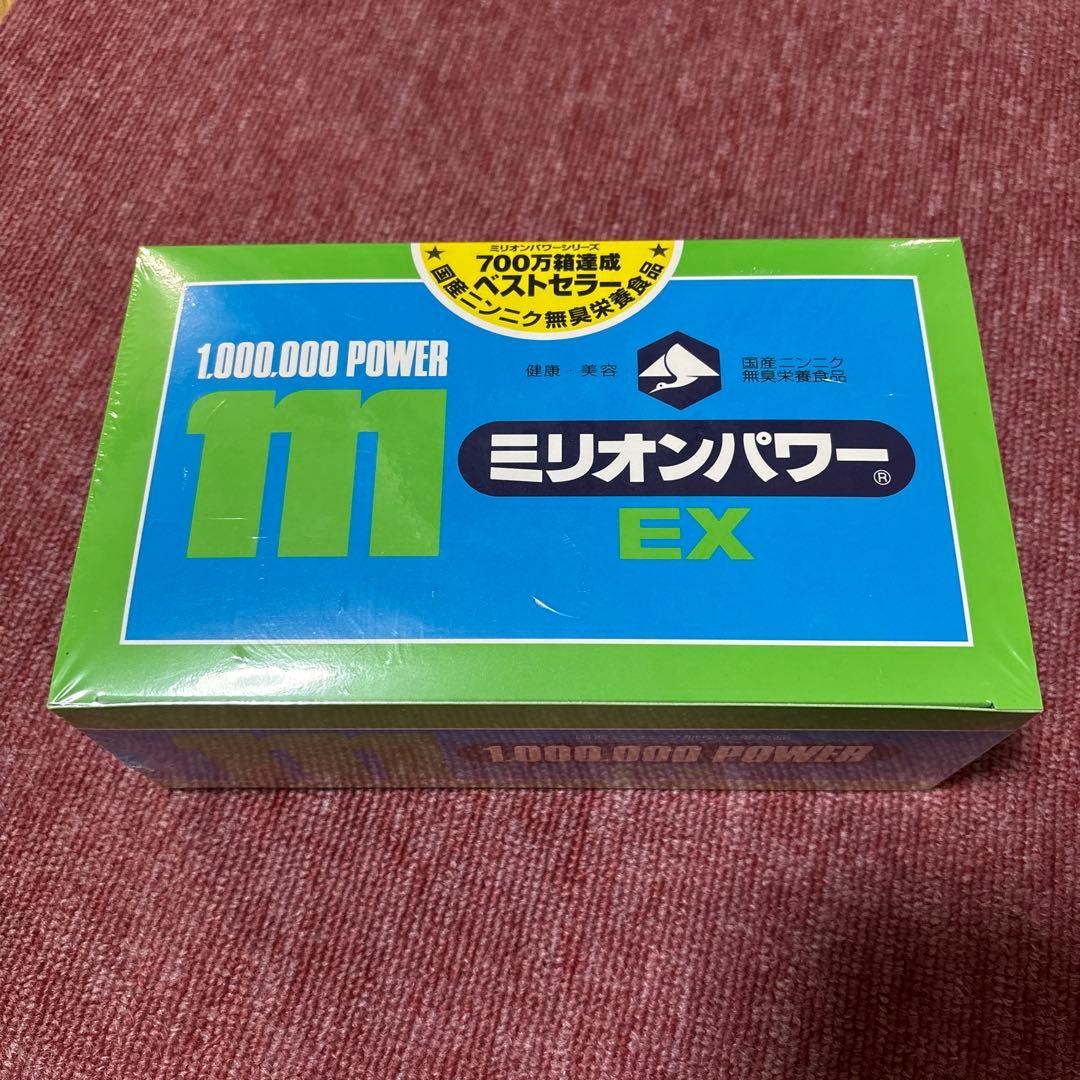 ミリオンパワーシリーズ
700万箱達成
ベストセラー
★国産ニンニク無臭栄養食品★
1.000.000 POWER
m
健康・美容
国産ニンニク
無臭栄養食品
ミリオンパワー®
EX
m
1.000.000 POWER